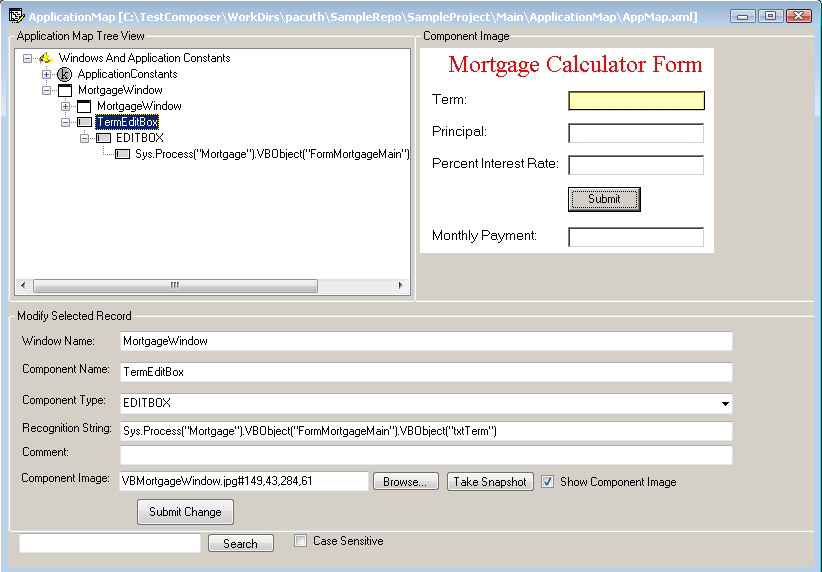 ApplicationMap [C:\TestComposer\WorkDirs\pacuth\SampleRepo\SampleProject\Main\ApplicationMap\AppMap.xml]
Application Map Tree View
Windows And Application Constants
k ApplicationConstants
MortgageWindow
MortgageWindow
TermEditBox
EDITBOX
Sys.Process("Mortgage").VBObject("FormMortgageMain")
Component Image
Mortgage Calculator Form
Term:
Principal:
Percent Interest Rate:
Submit
Monthly Payment:
Modify Selected Record
Window Name: MortgageWindow
Component Name: TermEditBox
Component Type: EDITBOX
Recognition String: Sys.Process("Mortgage").VBObject("FormMortgageMain").VBObject("txtTerm")
Comment:
Component Image: VBMortgageWindow.jpg#149,43,284,61 Browse... Take Snapshot Show Component Image
Submit Change
Search Case Sensitive